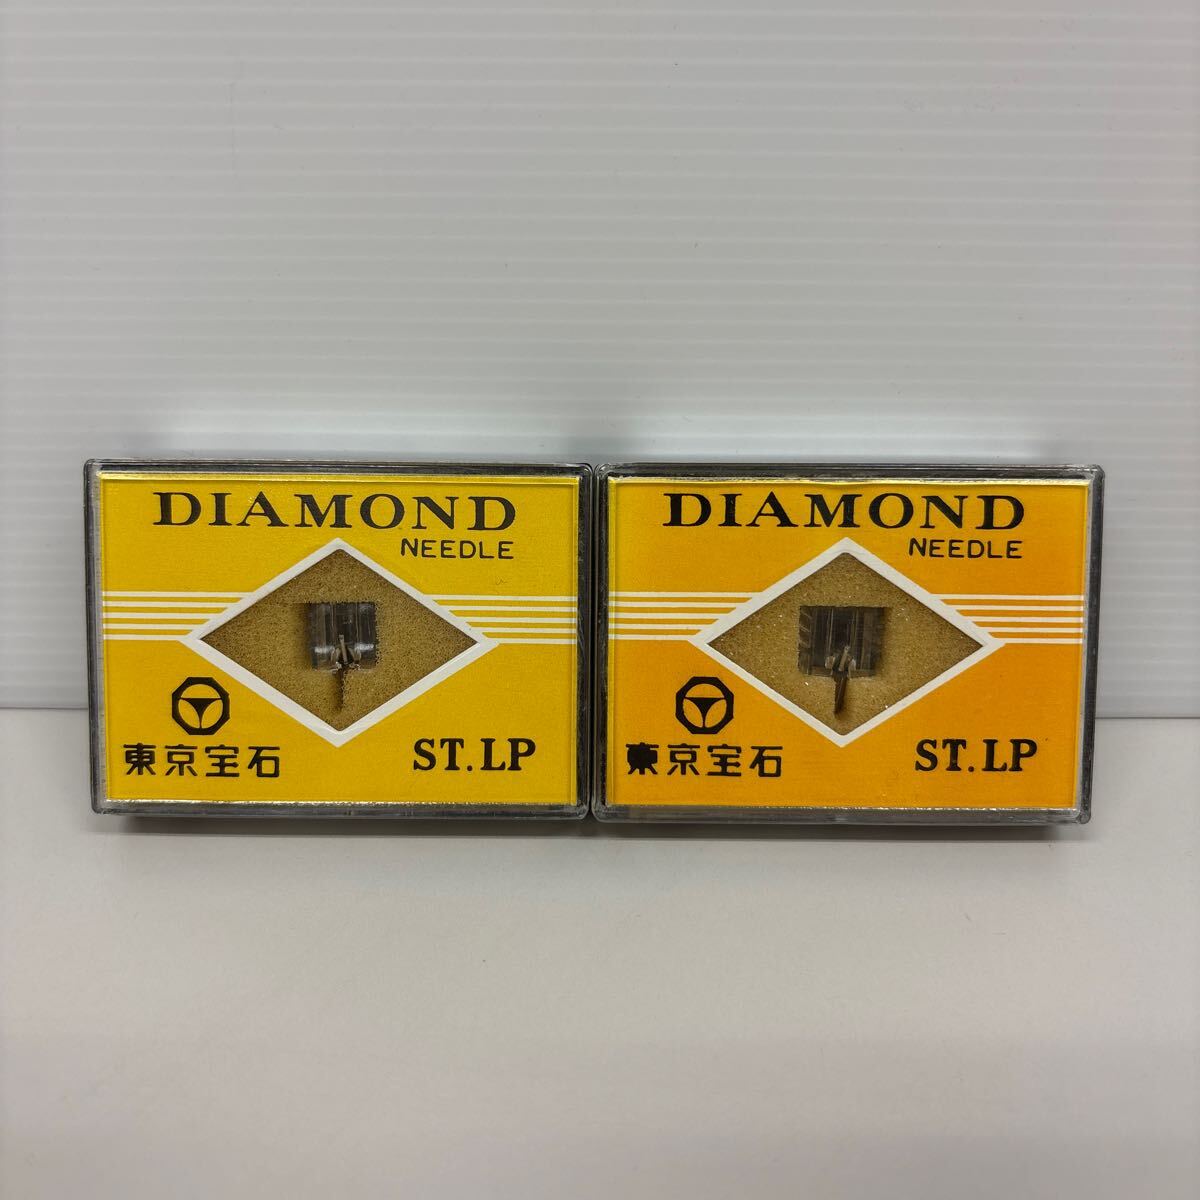 DIAMOND
NEEDLE
東京宝石
ST.LP
DIAMOND
NEEDLE
東京宝石
ST.LP